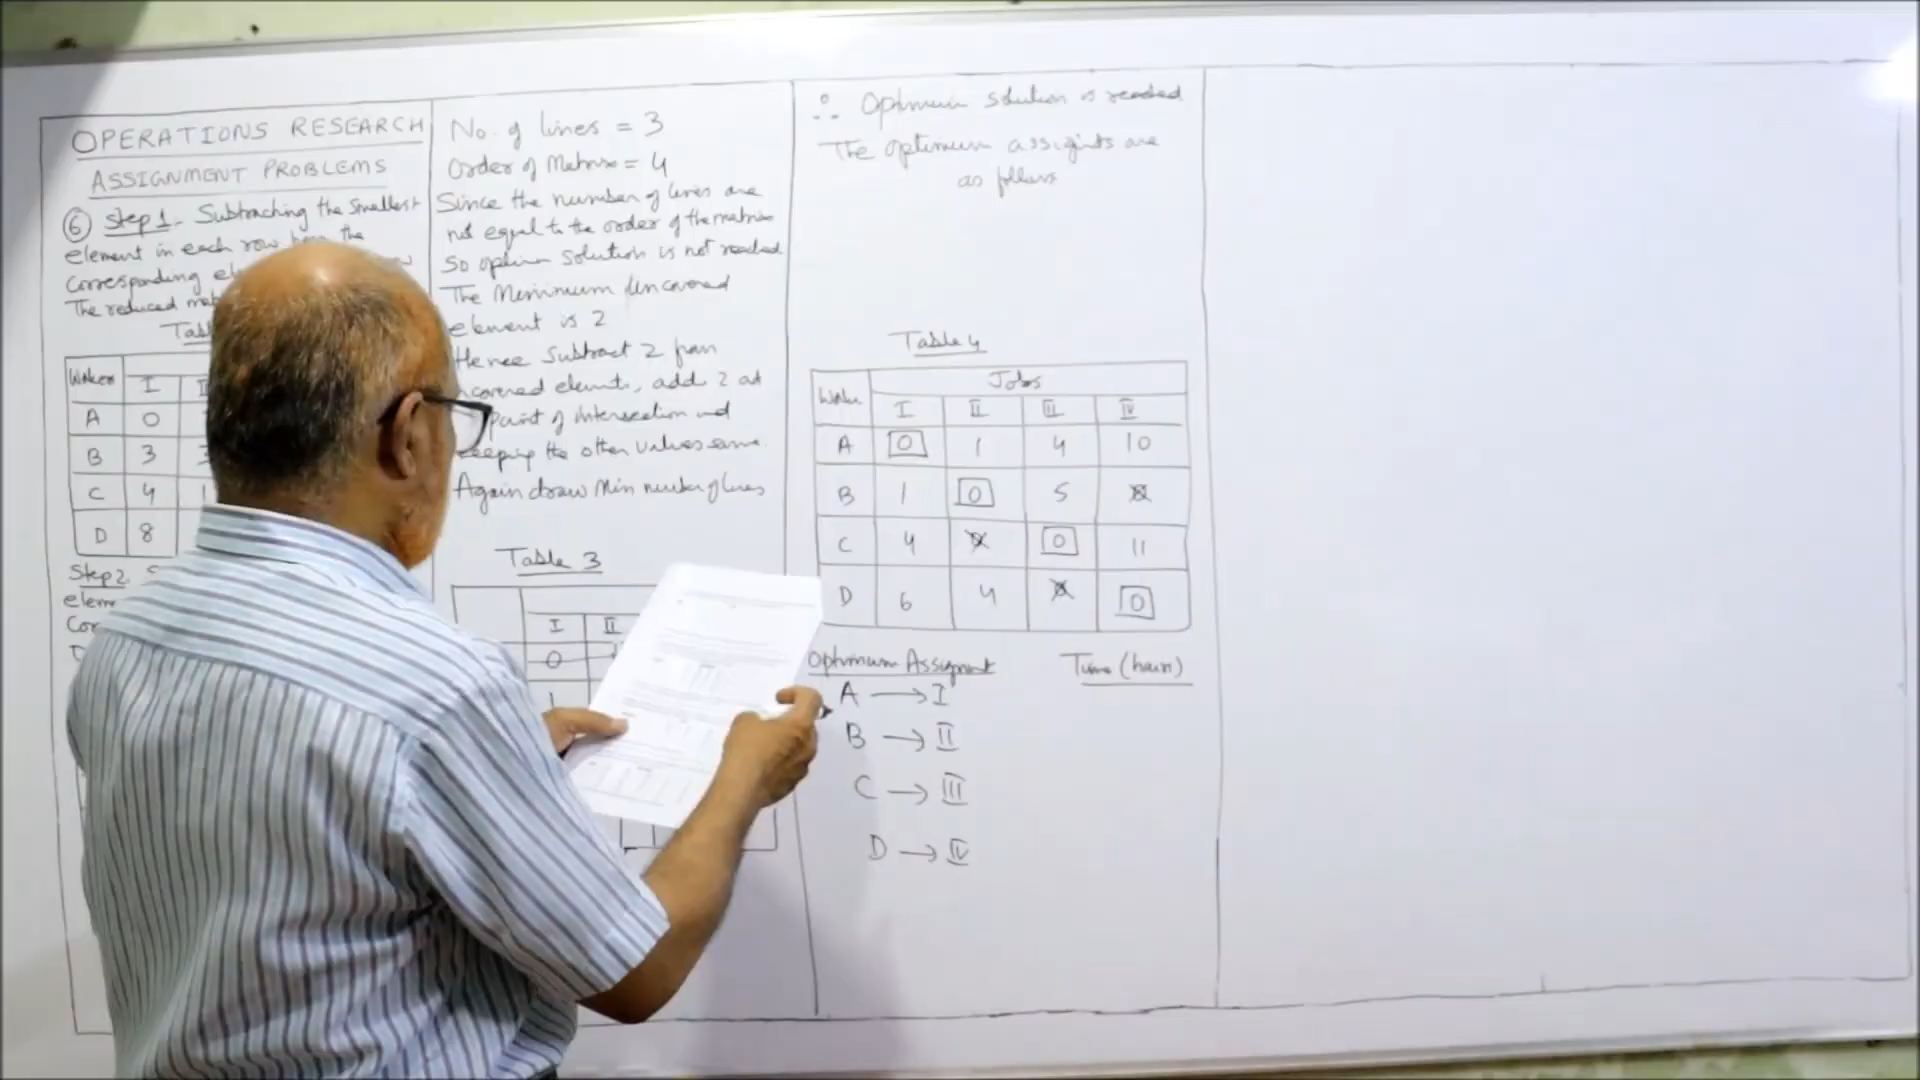 OPERATIONS RESEARCH
ASSIGNMENT PROBLEMS
⑥ Step 1 - Subtracting the smallest
element in each row from the
corresponding
The reduced
Worker I
A 0
B 3
C 4 1
D 8
Step 2
No. of lines = 3
Order of Matrix = 4
Since the number of lines are
not equal to the order of the matrix
So optimum solution is not reached
The Minimum uncovered
element is 2
Hence Subtract 2 from
elements, add 2 at
point of intersection and
keeping the other values same.
Again draw Min number of lines
Table 3
I II
0
1
∴ Optimum solution is reached
The optimum assigments are
as follows
Table 4
Jobs
I II III IV
A 0 1 4 10
B 1 0 5 0
C 4 0 0 11
D 6 4 0 0
Optimum Assigment Time (hours)
A → I
B → II
C → III
D → IV